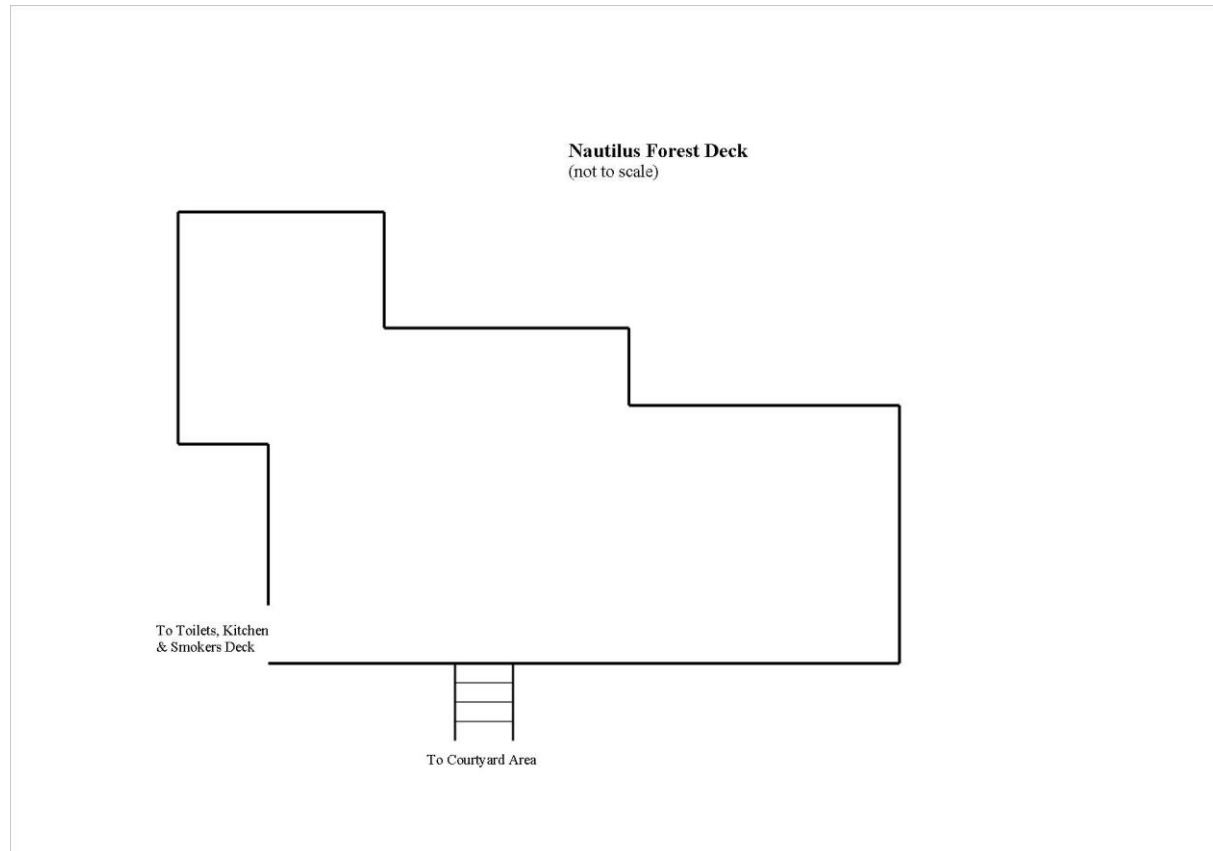 Nautilus Forest Deck
(not to scale)
To Toilets, Kitchen
& Smokers Deck
To Courtyard Area